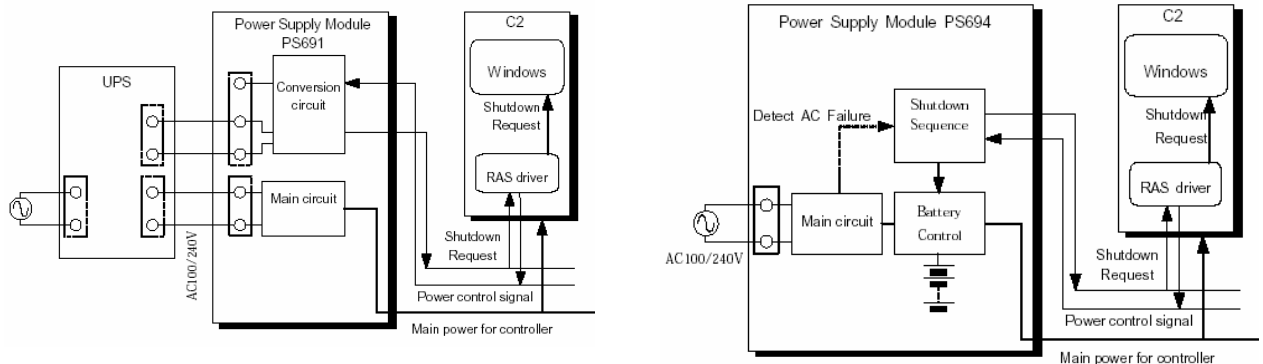 Power Supply Module
PS691
C2
UPS
Conversion
circuit
Windows
Shutdown
Request
RAS driver
Main circuit
AC100/240V
Shutdown
Request
Power control signal
Main power for controller
Power Supply Module PS694
C2
Windows
Detect AC Failure
Shutdown
Sequence
Shutdown
Request
RAS driver
Main circuit
Battery
Control
AC100/240V
Shutdown
Request
Power control signal
Main power for controller